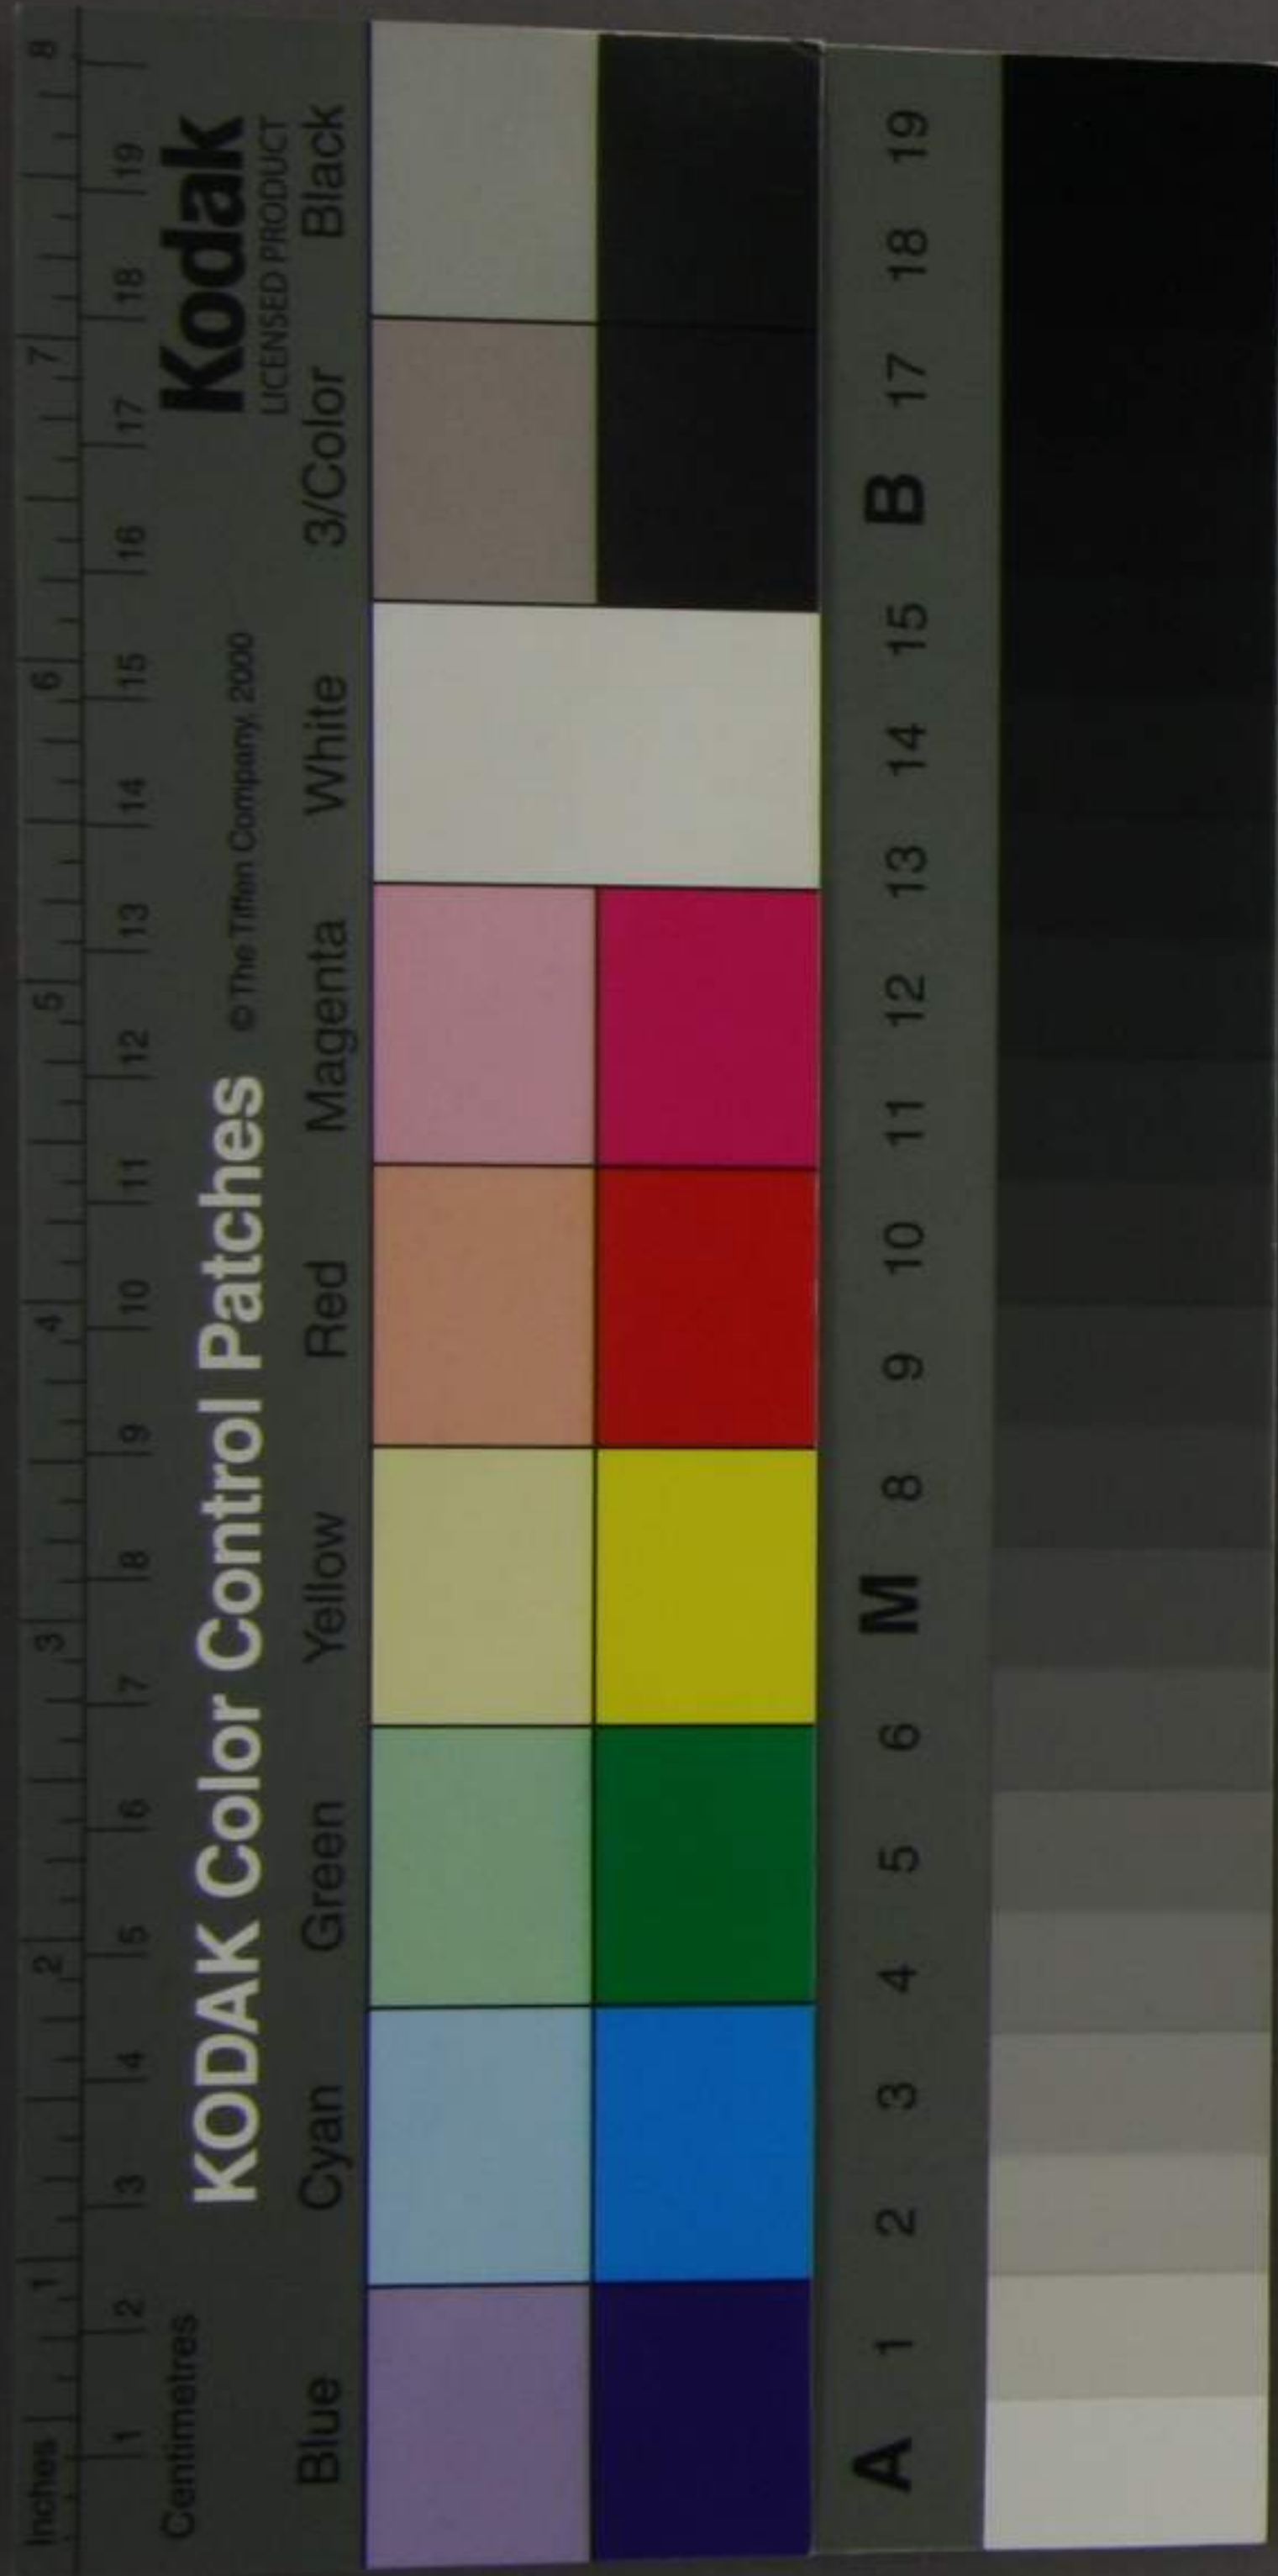 Inches 1 2 3 4 5 6 7 8
Centimetres 1 2 3 4 5 6 7 8 9 10 11 12 13 14 15 16 17 18 19
KODAK Color Control Patches © The Tiffen Company, 2000 Kodak
LICENSED PRODUCT
Blue Cyan Green Yellow Red Magenta White 3/Color Black
A 1 2 3 4 5 6 M 8 9 10 11 12 13 14 15 B 17 18 19